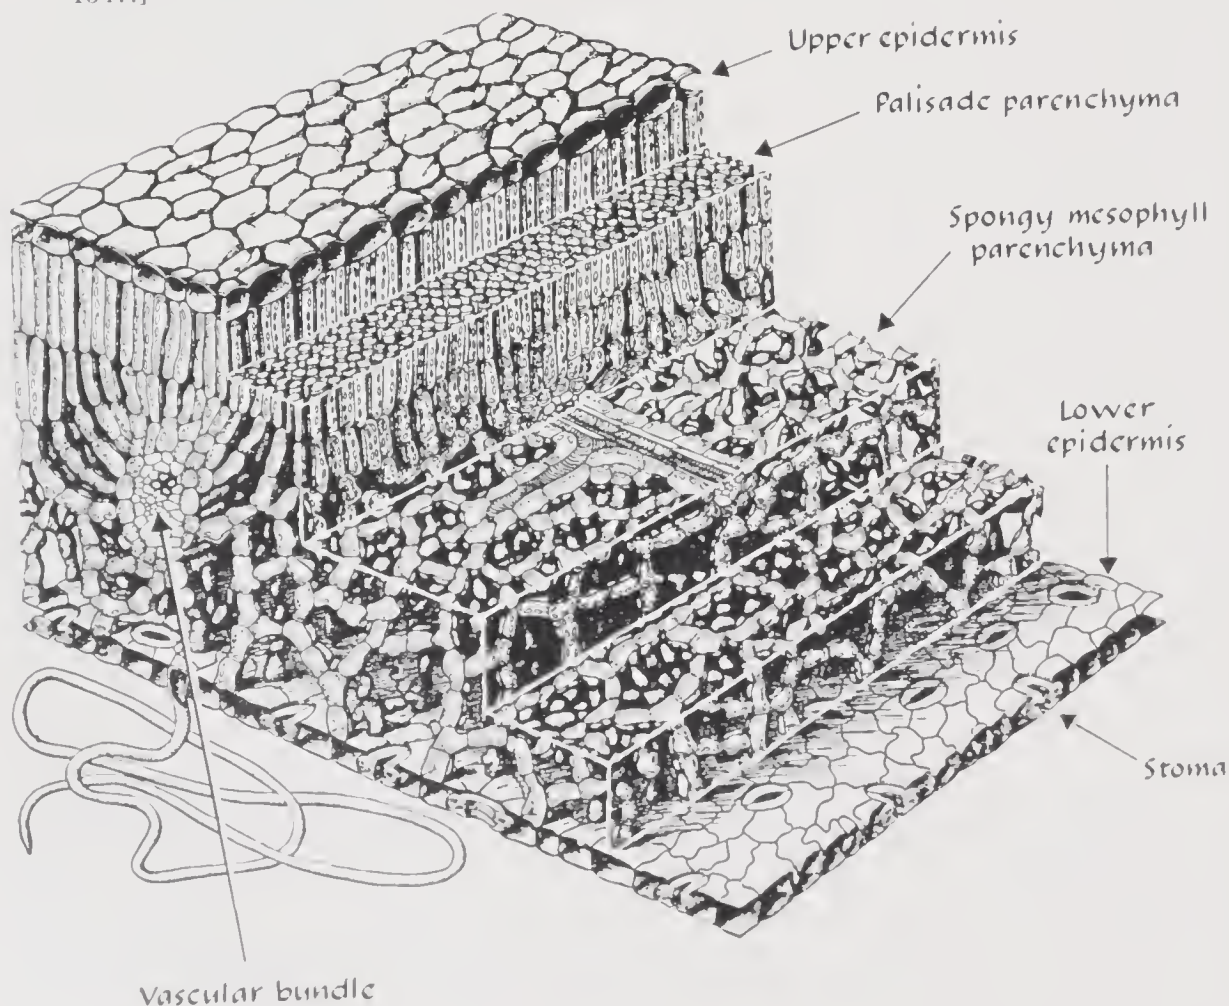 Upper epidermis
Palisade parenchyma
Spongy mesophyll
parenchyma
Lower
epidermis
Stoma
Vascular bundle